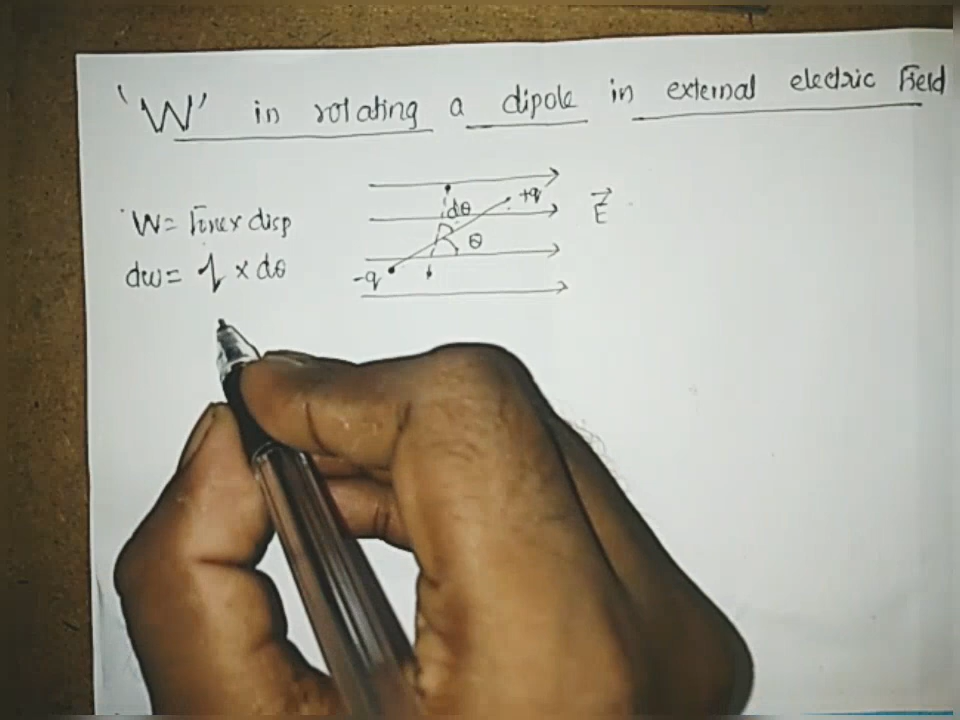 'W' in rotating a dipole in external electric Field
W = Force x disp
dw = τ x dθ
dθ
+q
θ
-q
E